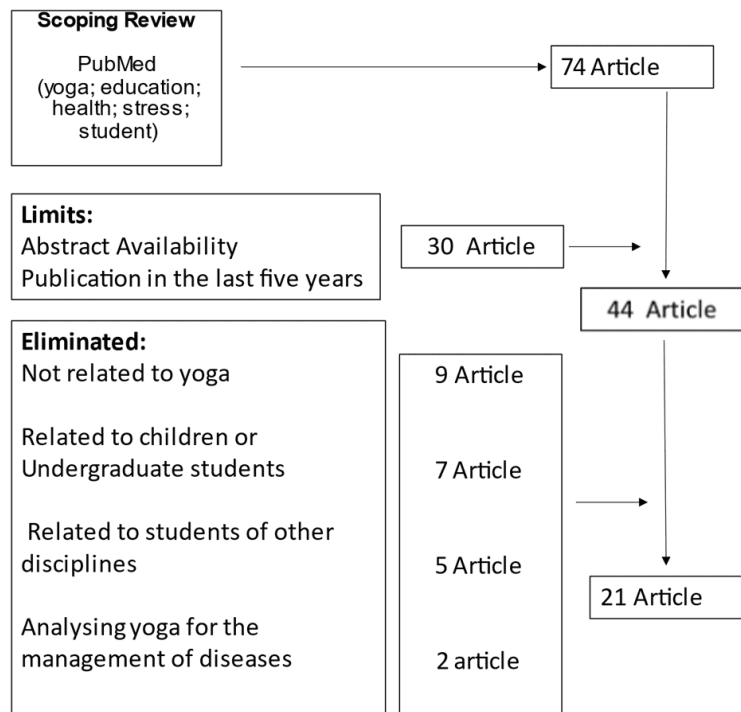 Scoping Review
PubMed
(yoga; education;
health; stress;
student)
74 Article
Limits:
Abstract Availability
Publication in the last five years
30 Article
44 Article
Eliminated:
Not related to yoga
9 Article
Related to children or
Undergraduate students
7 Article
Related to students of other
disciplines
5 Article
21 Article
Analysing yoga for the
management of diseases
2 article